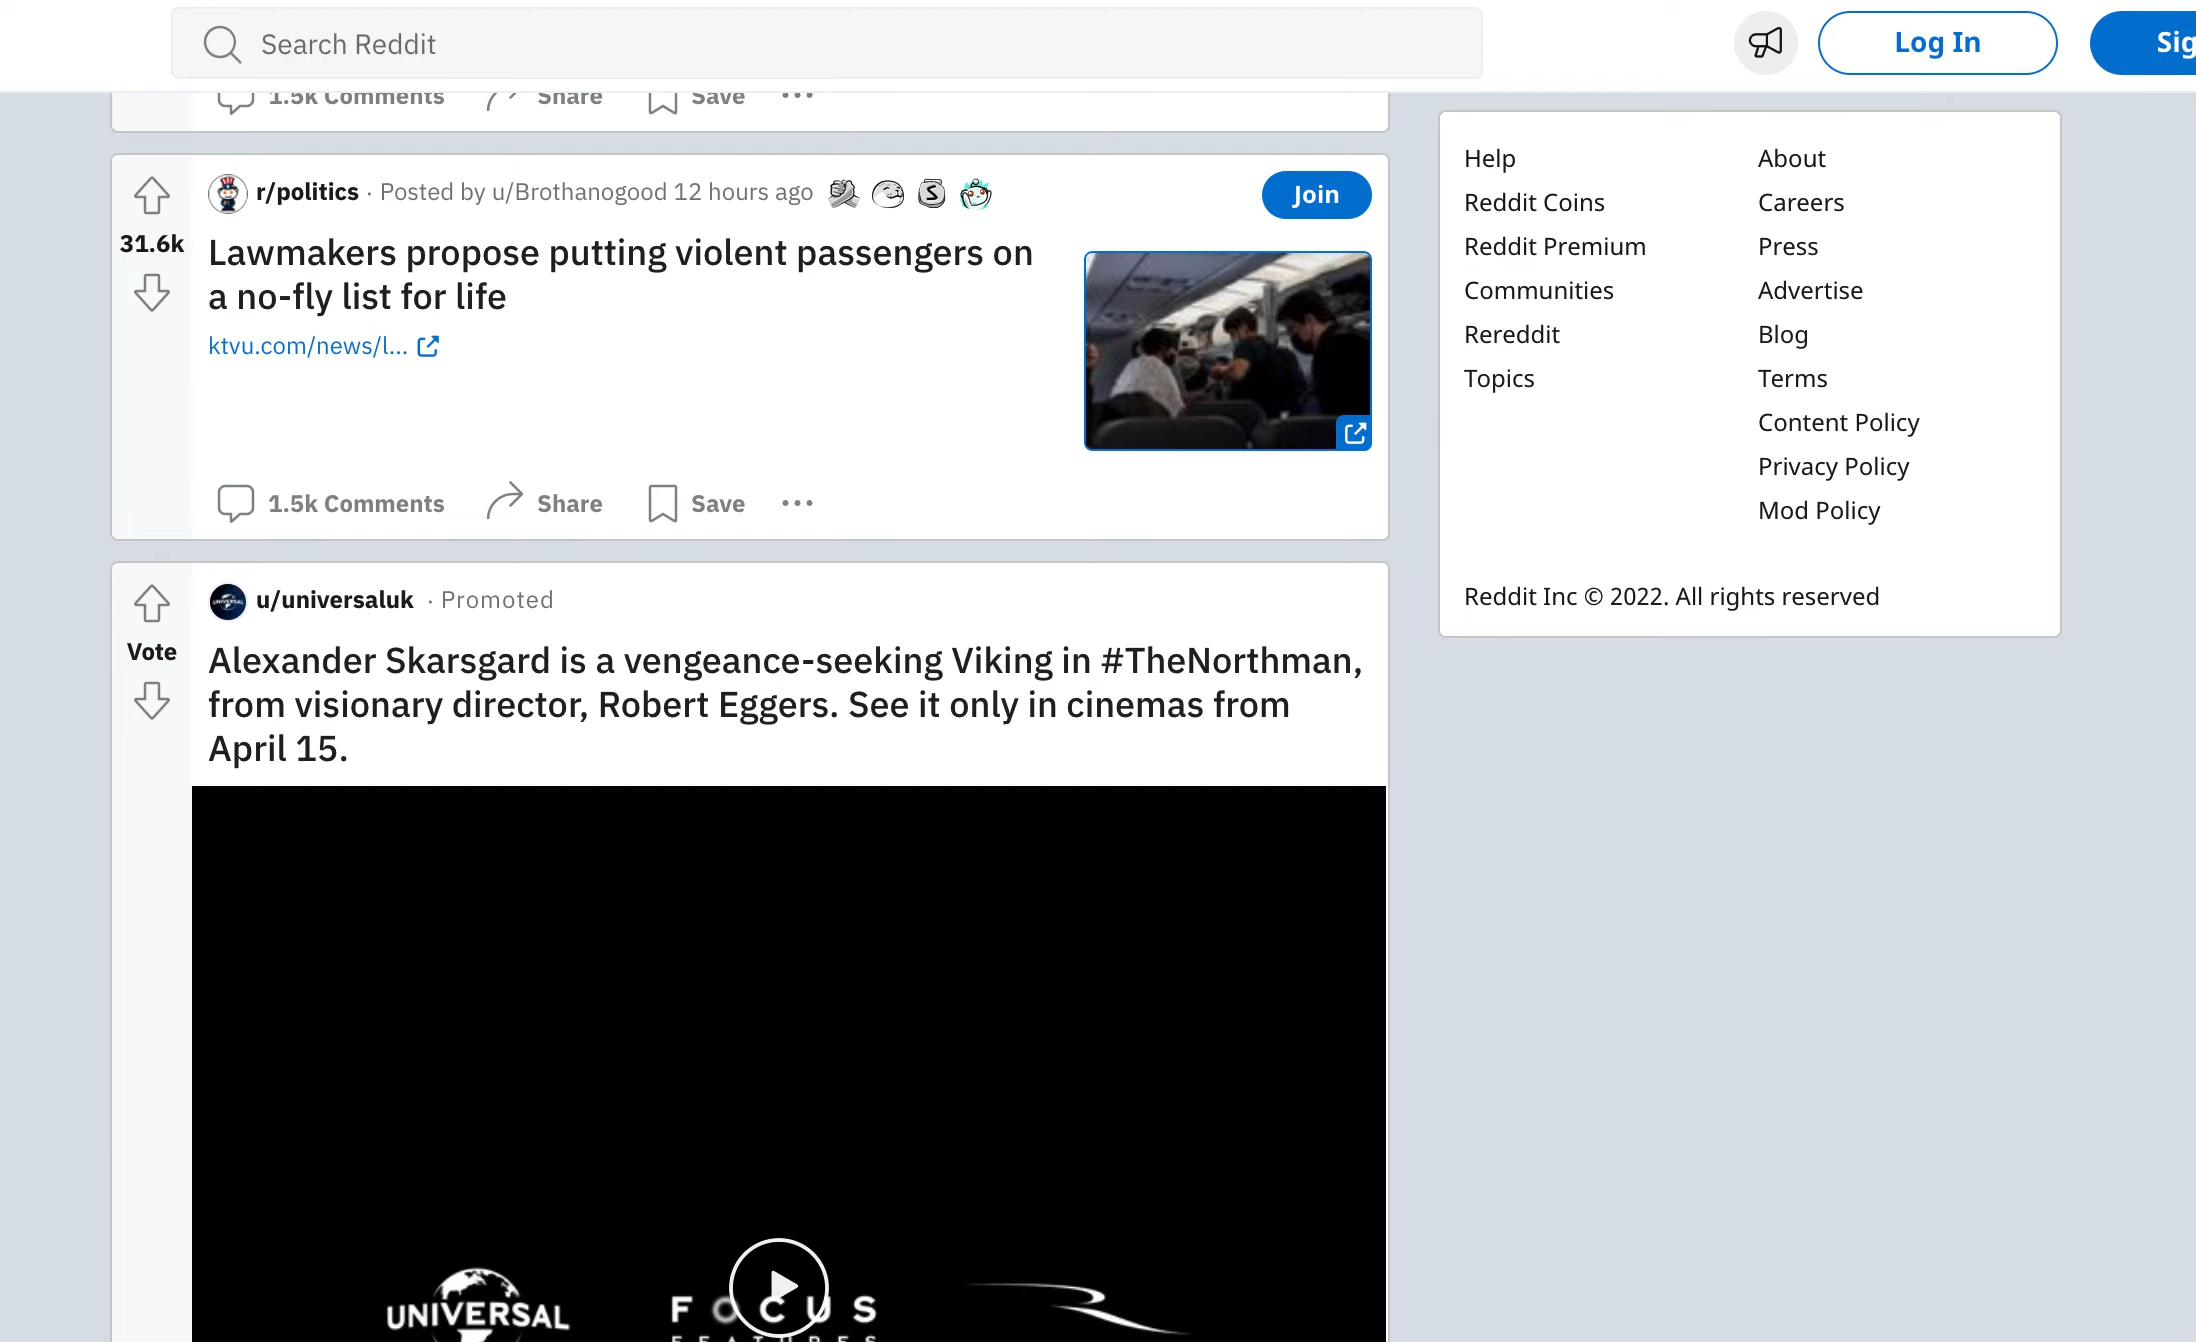 Search Reddit
Log In
Sig
1.5k Comments
Share
Save
r/politics · Posted by u/Brothanogood 12 hours ago
Join
31.6k
Lawmakers propose putting violent passengers on
a no-fly list for life
ktvu.com/news/l...
1.5k Comments
Share
Save
u/universaluk · Promoted
Vote
Alexander Skarsgard is a vengeance-seeking Viking in #TheNorthman,
from visionary director, Robert Eggers. See it only in cinemas from
April 15.
UNIVERSAL
FOCUS
FEATURES
Help
Reddit Coins
Reddit Premium
Communities
Rereddit
Topics
About
Careers
Press
Advertise
Blog
Terms
Content Policy
Privacy Policy
Mod Policy
Reddit Inc © 2022. All rights reserved